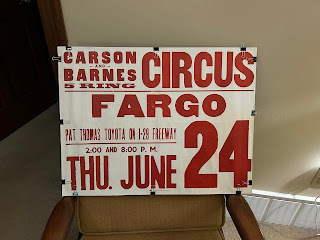 CARSON
AND
BARNES
5 RING
CIRCUS
FARGO
PAT THOMAS TOYOTA ON I-29 FREEWAY
2:00 AND 8:00 P. M.
THU. JUNE 24